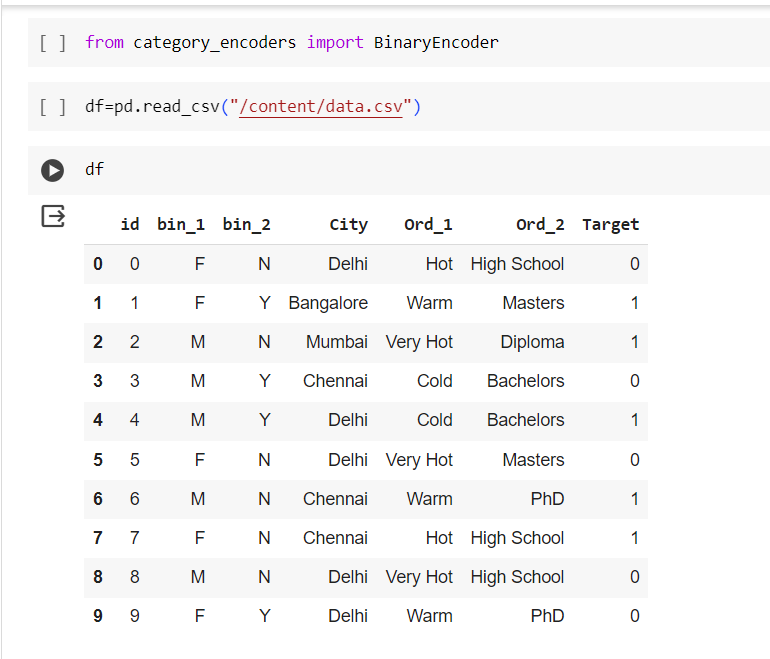 [ ] from category_encoders import BinaryEncoder
[ ] df=pd.read_csv("/content/data.csv")
df
id bin_1 bin_2 City Ord_1 Ord_2 Target
0 0 F N Delhi Hot High School 0
1 1 F Y Bangalore Warm Masters 1
2 2 M N Mumbai Very Hot Diploma 1
3 3 M Y Chennai Cold Bachelors 0
4 4 M Y Delhi Cold Bachelors 1
5 5 F N Delhi Very Hot Masters 0
6 6 M N Chennai Warm PhD 1
7 7 F N Chennai Hot High School 1
8 8 M N Delhi Very Hot High School 0
9 9 F Y Delhi Warm PhD 0